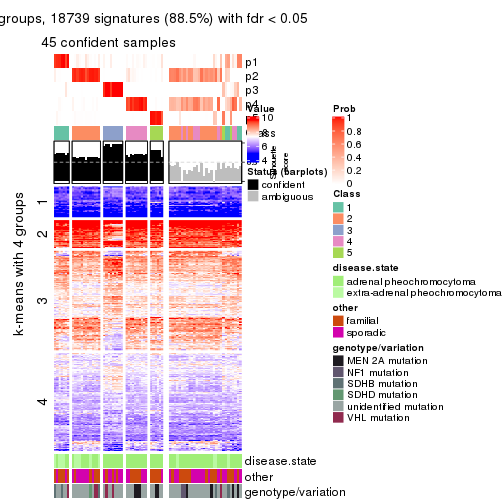 groups, 18739 signatures (88.5%) with fdr < 0.05
45 confident samples
p1
p2
p3
p4
p5
Class
k-means with 4 groups
1
2
3
4
Value
10
8
6
4
Silhouette
score
Status (barplots)
confident
ambiguous
Prob
1
0.8
0.6
0.4
0.2
0
Class
1
2
3
4
5
disease.state
adrenal pheochromocytoma
extra-adrenal pheochromocytoma
other
familial
sporadic
genotype/variation
MEN 2A mutation
NF1 mutation
SDHB mutation
SDHD mutation
unidentified mutation
VHL mutation
disease.state
other
genotype/variation